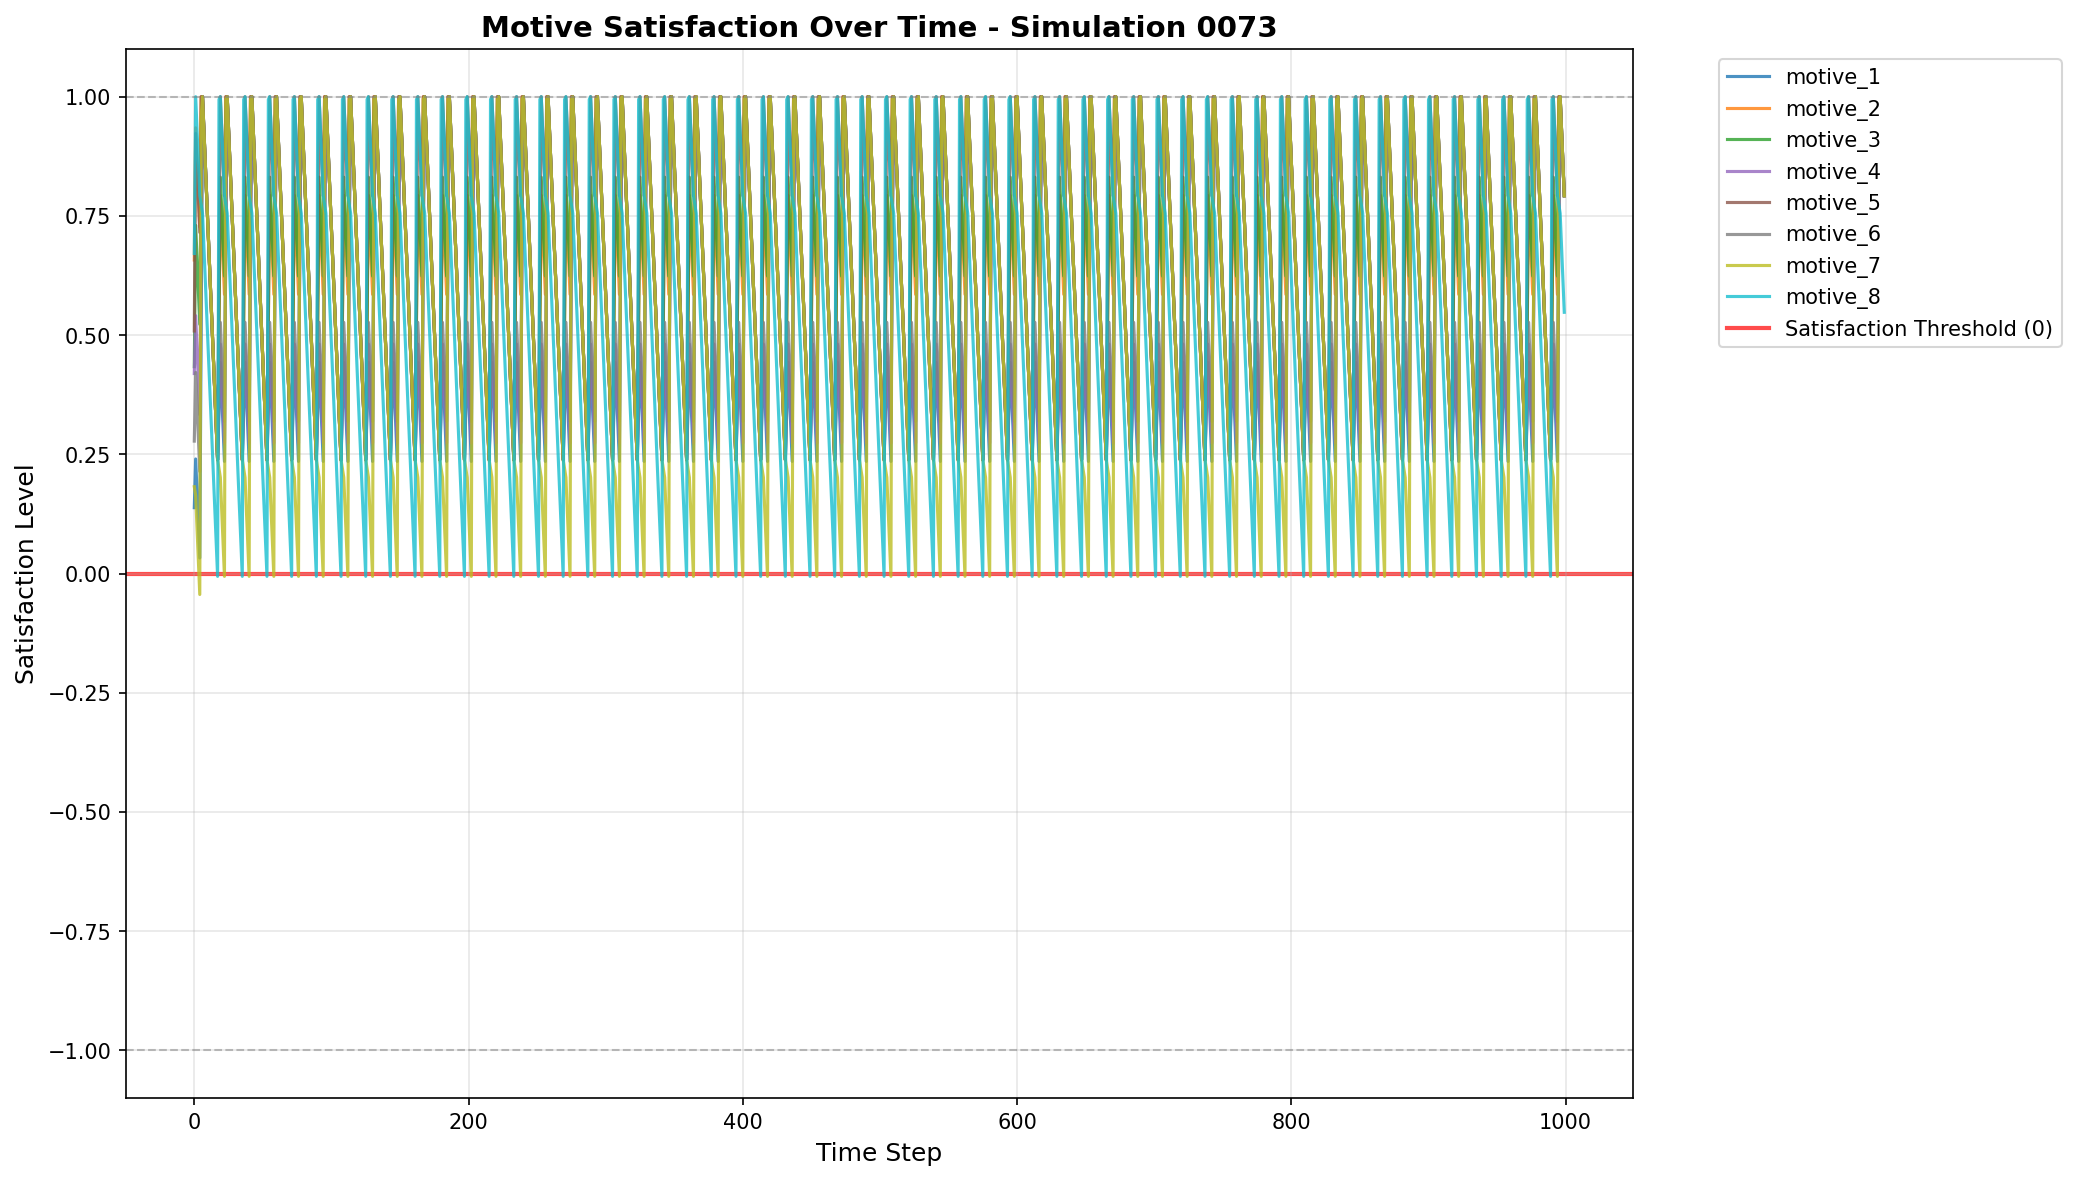 Motive Satisfaction Over Time - Simulation 0073
1.00
0.75
0.50
0.25
0.00
−0.25
−0.50
−0.75
−1.00
Satisfaction Level
0 200 400 600 800 1000
Time Step
motive_1
motive_2
motive_3
motive_4
motive_5
motive_6
motive_7
motive_8
Satisfaction Threshold (0)